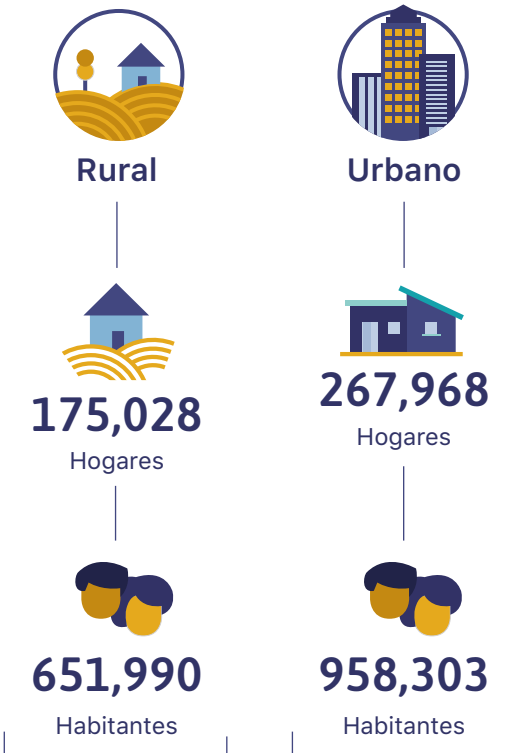 Rural
175,028
Hogares
651,990
Habitantes
Urbano
267,968
Hogares
958,303
Habitantes